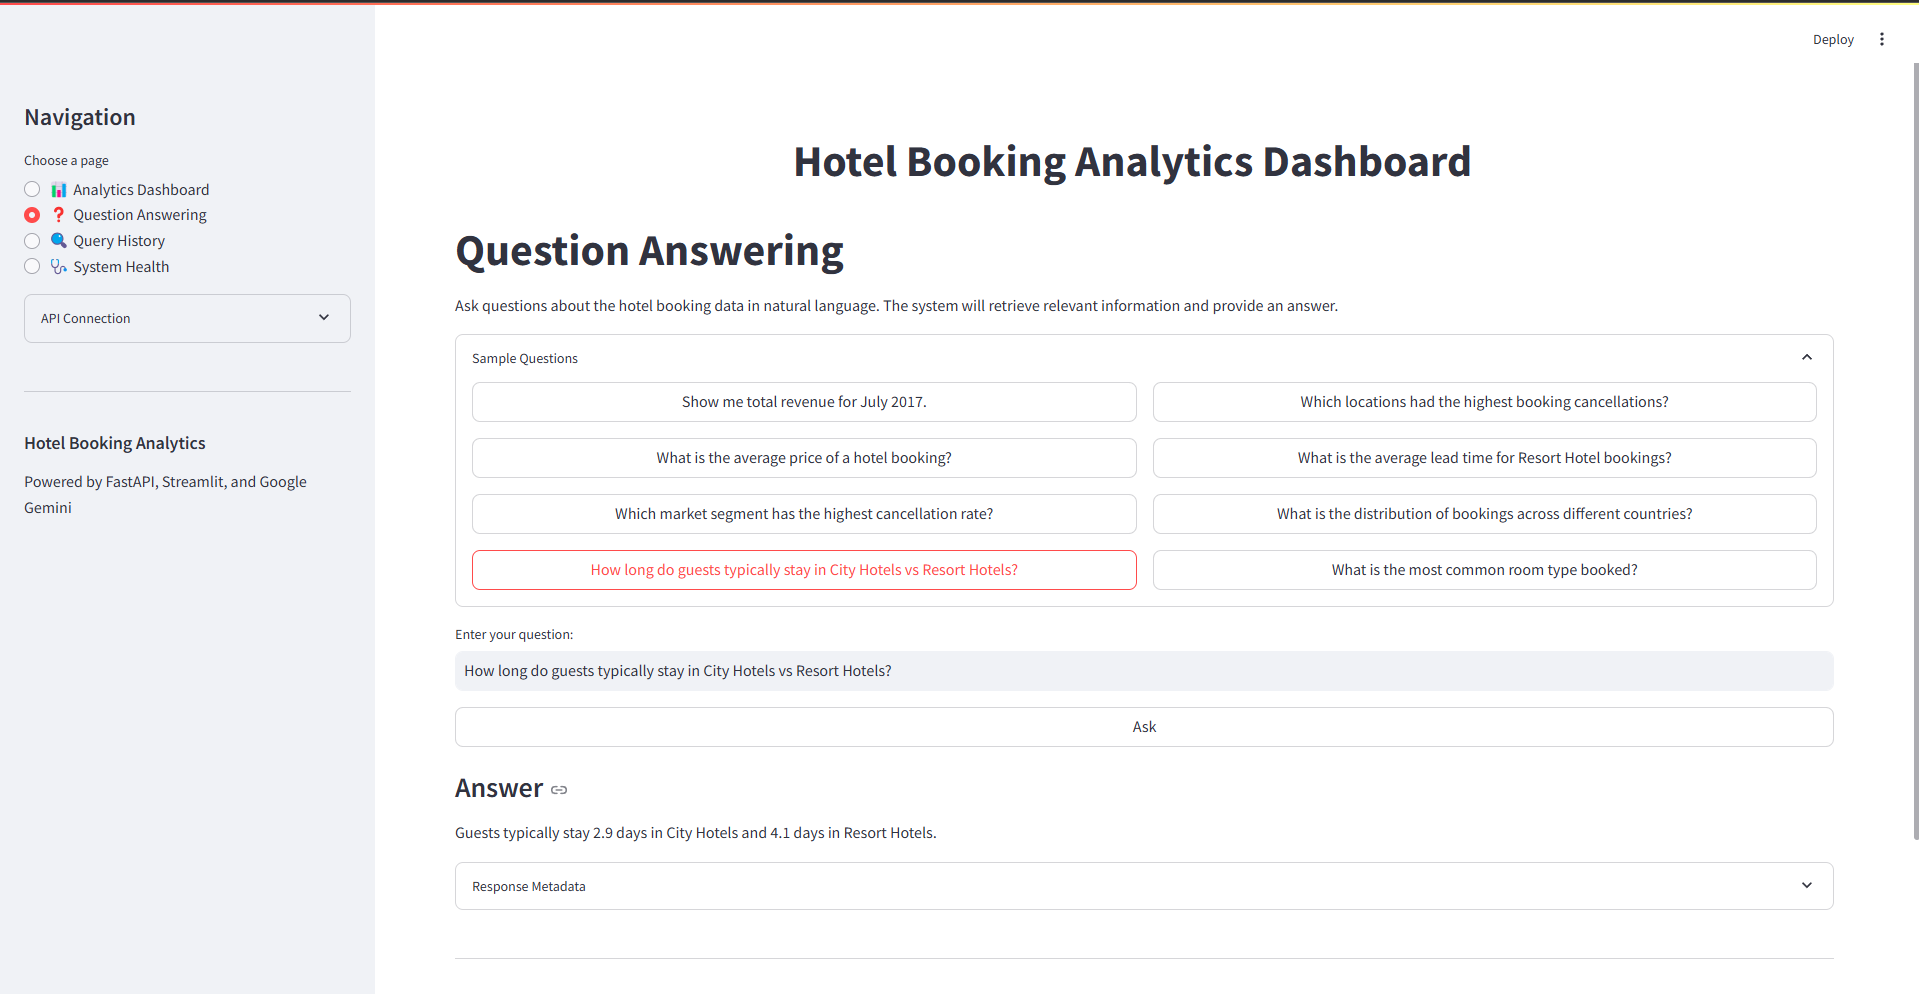 Deploy
Navigation
Choose a page
Analytics Dashboard
Question Answering
Query History
System Health
API Connection
Hotel Booking Analytics
Powered by FastAPI, Streamlit, and Google
Gemini
Hotel Booking Analytics Dashboard
Question Answering
Ask questions about the hotel booking data in natural language. The system will retrieve relevant information and provide an answer.
Sample Questions
Show me total revenue for July 2017.
Which locations had the highest booking cancellations?
What is the average price of a hotel booking?
What is the average lead time for Resort Hotel bookings?
Which market segment has the highest cancellation rate?
What is the distribution of bookings across different countries?
How long do guests typically stay in City Hotels vs Resort Hotels?
What is the most common room type booked?
Enter your question:
How long do guests typically stay in City Hotels vs Resort Hotels?
Ask
Answer
Guests typically stay 2.9 days in City Hotels and 4.1 days in Resort Hotels.
Response Metadata